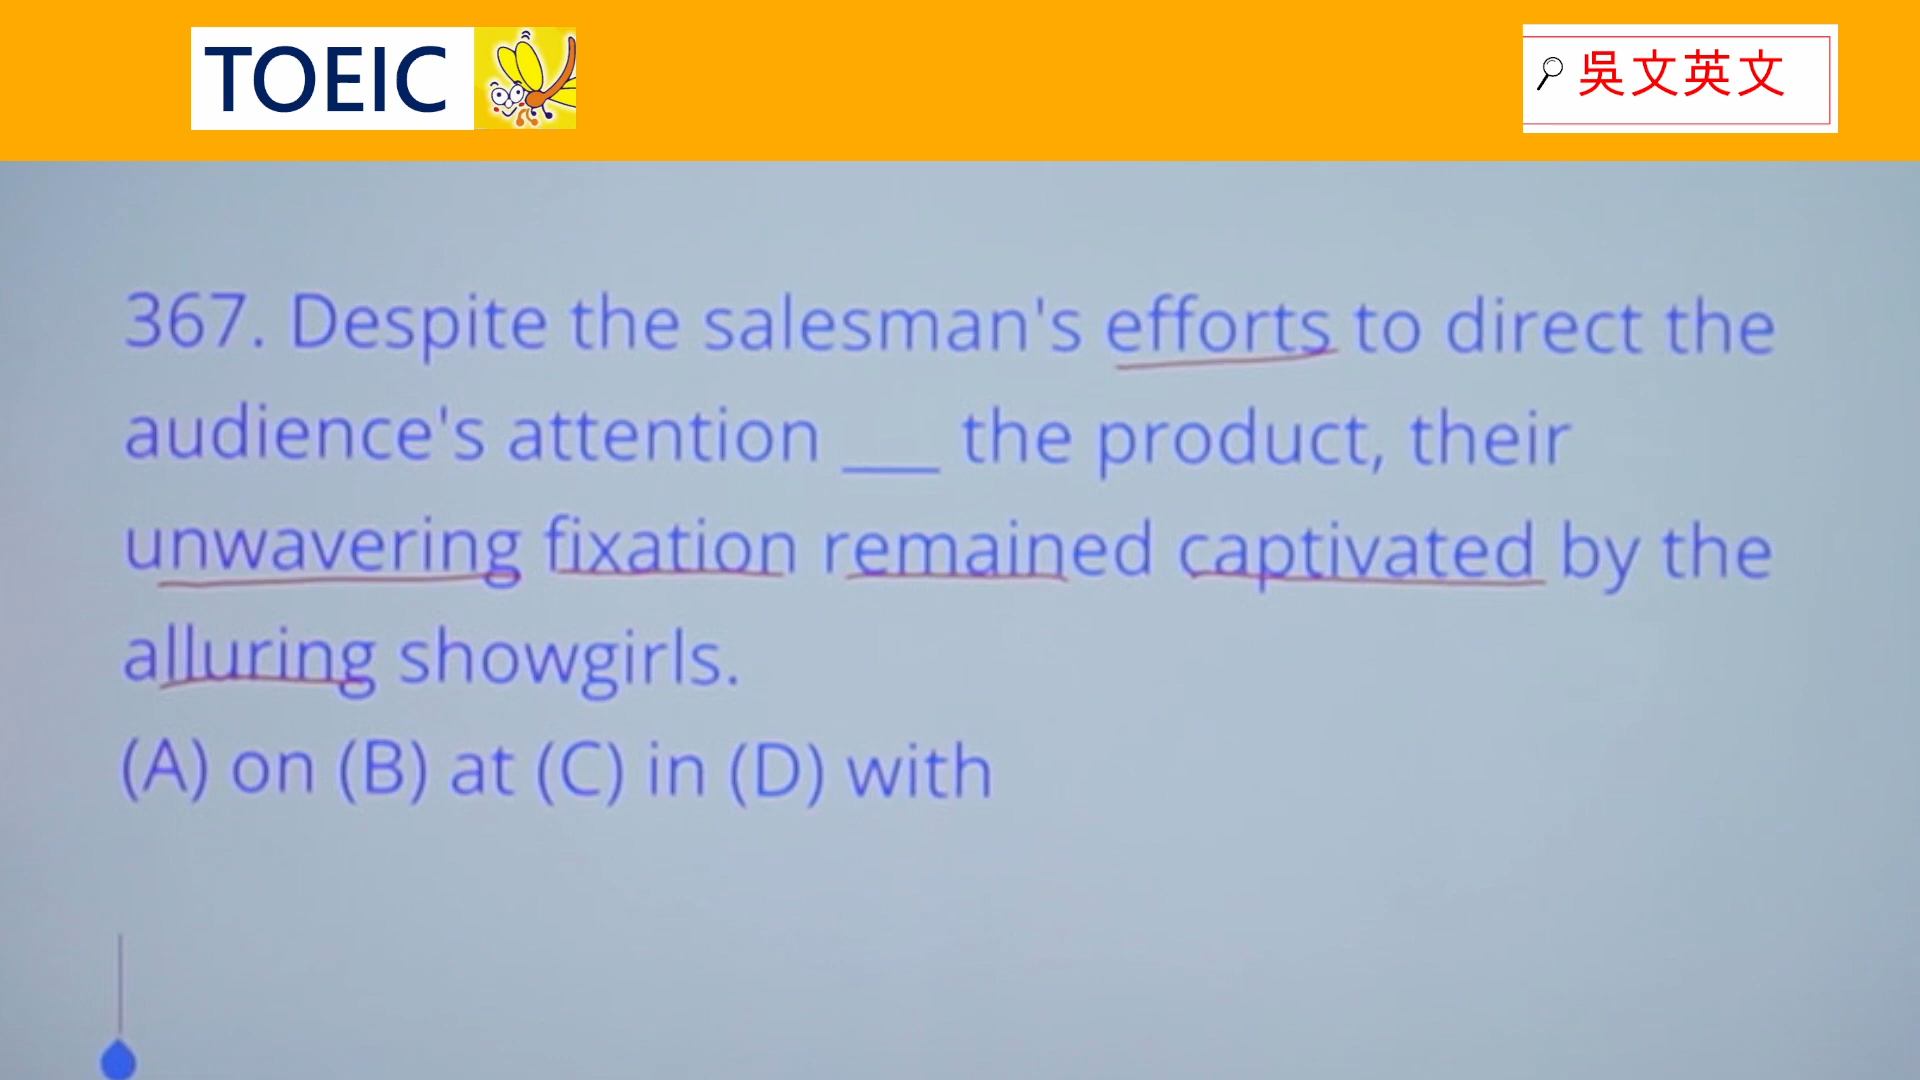 TOEIC
吳文英文
367. Despite the salesman's efforts to direct the
audience's attention ___ the product, their
unwavering fixation remained captivated by the
alluring showgirls.
(A) on (B) at (C) in (D) with